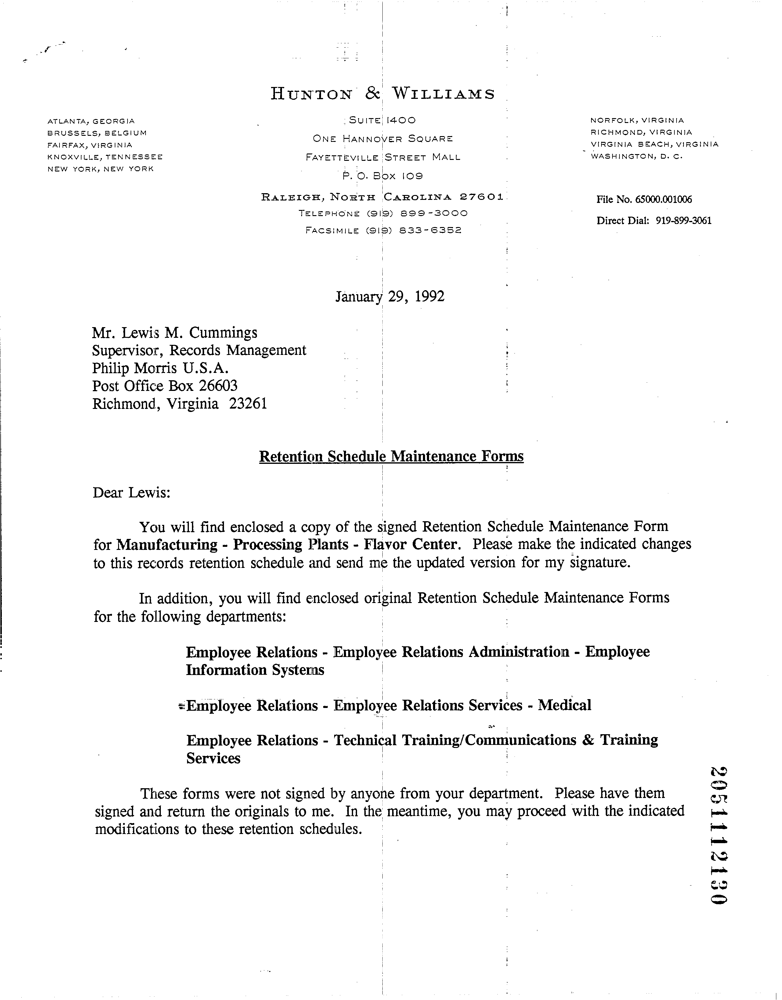 HUNTON & WILLIAMS
ATLANTA, GEORGIA
BRUSSELS, BELGIUM
FAIRFAX, VIRGINIA
KNOXVILLE, TENNESSEE
NEW YORK, NEW YORK
SUITE 1400
ONE HANNOVER SQUARE
FAYETTEVILLE STREET MALL
P. O. BOX 109
RALEIGH, NORTH CAROLINA 27601
TELEPHONE (919) 899-3000
FACSIMILE (919) 833-6352
NORFOLK, VIRGINIA
RICHMOND, VIRGINIA
VIRGINIA BEACH, VIRGINIA
WASHINGTON, D. C.
File No. 65000.001006
Direct Dial: 919-899-3061
January 29, 1992
Mr. Lewis M. Cummings
Supervisor, Records Management
Philip Morris U.S.A.
Post Office Box 26603
Richmond, Virginia 23261
Retention Schedule Maintenance Forms
Dear Lewis:
You will find enclosed a copy of the signed Retention Schedule Maintenance Form
for Manufacturing - Processing Plants - Flavor Center. Please make the indicated changes
to this records retention schedule and send me the updated version for my signature.
In addition, you will find enclosed original Retention Schedule Maintenance Forms
for the following departments:
Employee Relations - Employee Relations Administration - Employee
Information Systems
Employee Relations - Employee Relations Services - Medical
Employee Relations - Technical Training/Communications & Training
Services
These forms were not signed by anyone from your department. Please have them
signed and return the originals to me. In the meantime, you may proceed with the indicated
modifications to these retention schedules.
2051112130